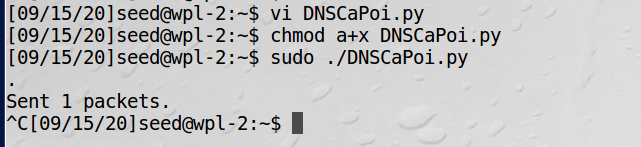 [09/15/20]seed@wpl-2:~$ vi DNSCaPoi.py
[09/15/20]seed@wpl-2:~$ chmod a+x DNSCaPoi.py
[09/15/20]seed@wpl-2:~$ sudo ./DNSCaPoi.py
.
Sent 1 packets.
^C[09/15/20]seed@wpl-2:~$